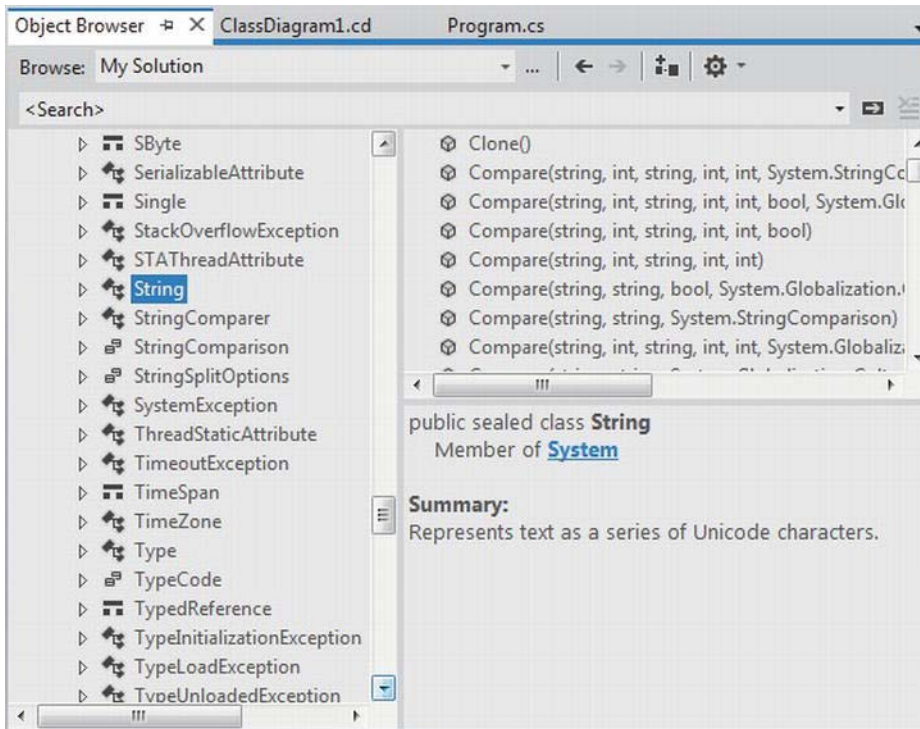 Object Browser
ClassDiagram1.cd
Program.cs
Browse: My Solution
...
<Search>
SByte
SerializableAttribute
Single
StackOverflowException
STAThreadAttribute
String
StringComparer
StringComparison
StringSplitOptions
SystemException
ThreadStaticAttribute
TimeoutException
TimeSpan
TimeZone
Type
TypeCode
TypedReference
TypeInitializationException
TypeLoadException
TypeUnloadedException
Clone()
Compare(string, int, string, int, int, System.StringCo
Compare(string, int, string, int, int, bool, System.Glo
Compare(string, int, string, int, int, bool)
Compare(string, int, string, int, int)
Compare(string, string, bool, System.Globalization.
Compare(string, string, System.StringComparison)
Compare(string, int, string, int, int, System.Globaliz
public sealed class String
Member of System
Summary:
Represents text as a series of Unicode characters.